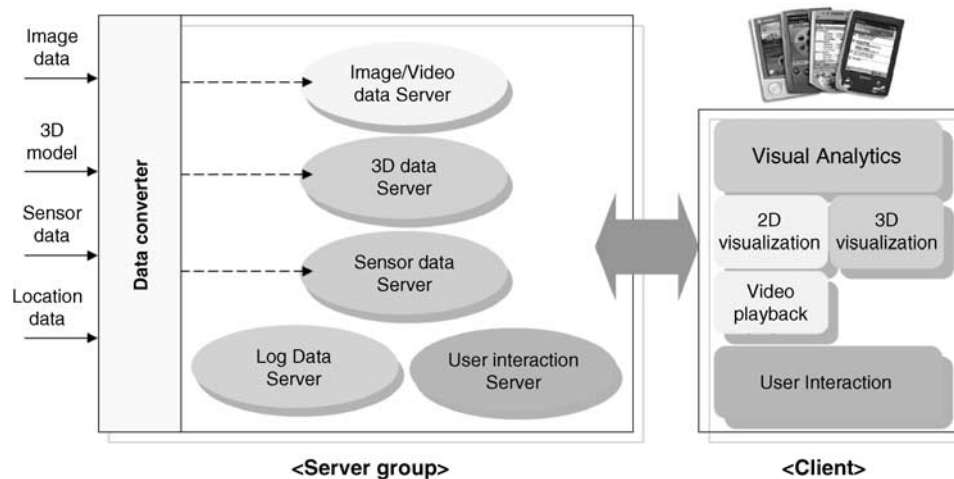 Image
data
3D
model
Sensor
data
Location
data
Data converter
Image/Video
data Server
3D data
Server
Sensor data
Server
Log Data
Server
User interaction
Server
<Server group>
Visual Analytics
2D
visualization
3D
visualization
Video
playback
User Interaction
<Client>